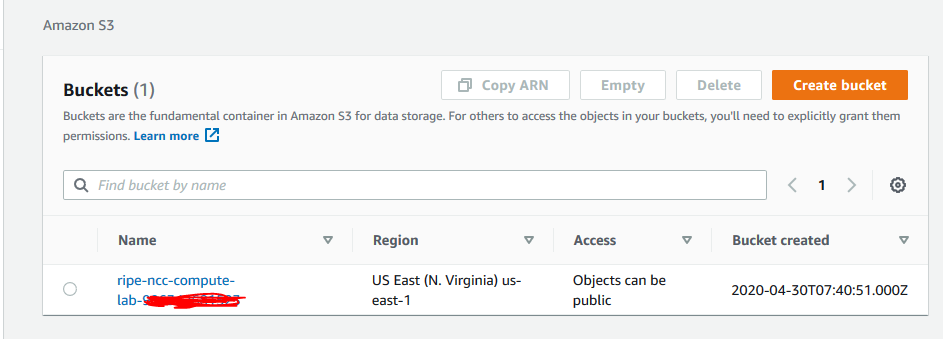 Amazon S3
Buckets (1)
Copy ARN
Empty
Delete
Create bucket
Buckets are the fundamental container in Amazon S3 for data storage. For others to access the objects in your buckets, you'll need to explicitly grant them
permissions. Learn more
Find bucket by name
1
Name
Region
Access
Bucket created
ripe-ncc-compute-
lab-
US East (N. Virginia) us-
east-1
Objects can be
public
2020-04-30T07:40:51.000Z